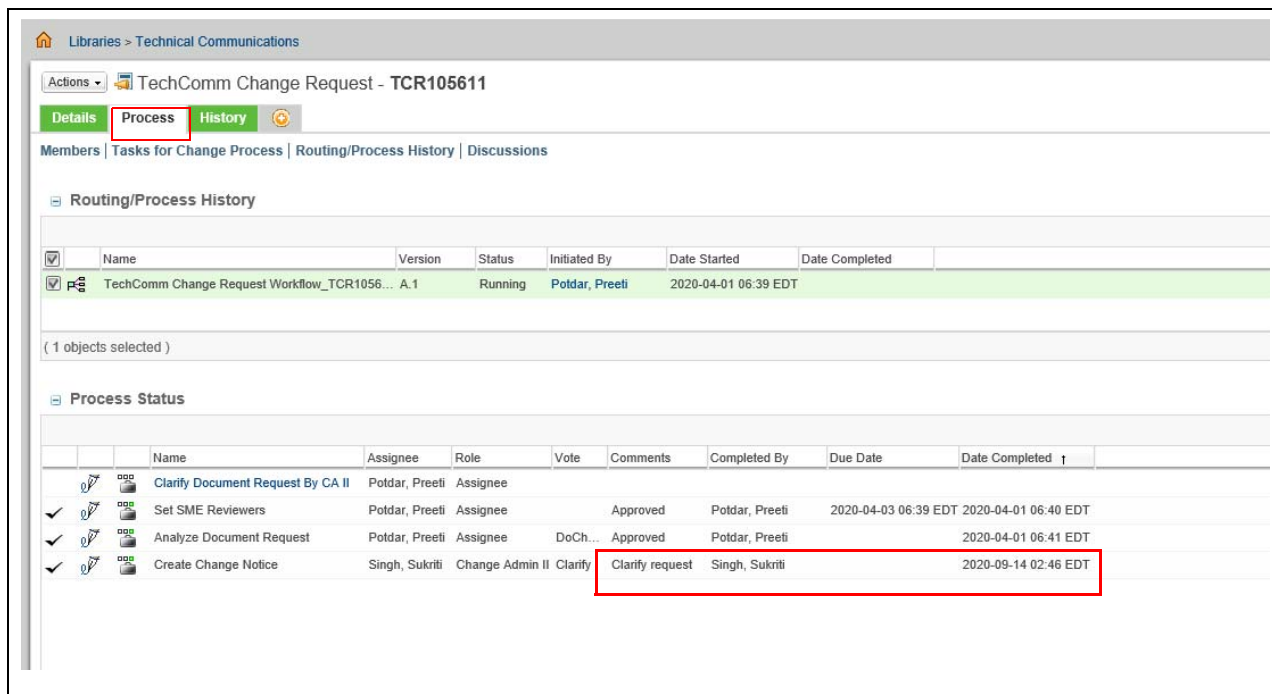 Libraries > Technical Communications
Actions TechComm Change Request - TCR105611
Details Process History
Members | Tasks for Change Process | Routing/Process History | Discussions
Routing/Process History
Name Version Status Initiated By Date Started Date Completed
TechComm Change Request Workflow_TCR1056... A.1 Running Potdar, Preeti 2020-04-01 06:39 EDT
( 1 objects selected )
Process Status
Name Assignee Role Vote Comments Completed By Due Date Date Completed ↑
Clarify Document Request By CA II Potdar, Preeti Assignee
Set SME Reviewers Potdar, Preeti Assignee Approved Potdar, Preeti 2020-04-03 06:39 EDT 2020-04-01 06:40 EDT
Analyze Document Request Potdar, Preeti Assignee DoCh... Approved Potdar, Preeti 2020-04-01 06:41 EDT
Create Change Notice Singh, Sukriti Change Admin II Clarify Clarify request Singh, Sukriti 2020-09-14 02:46 EDT